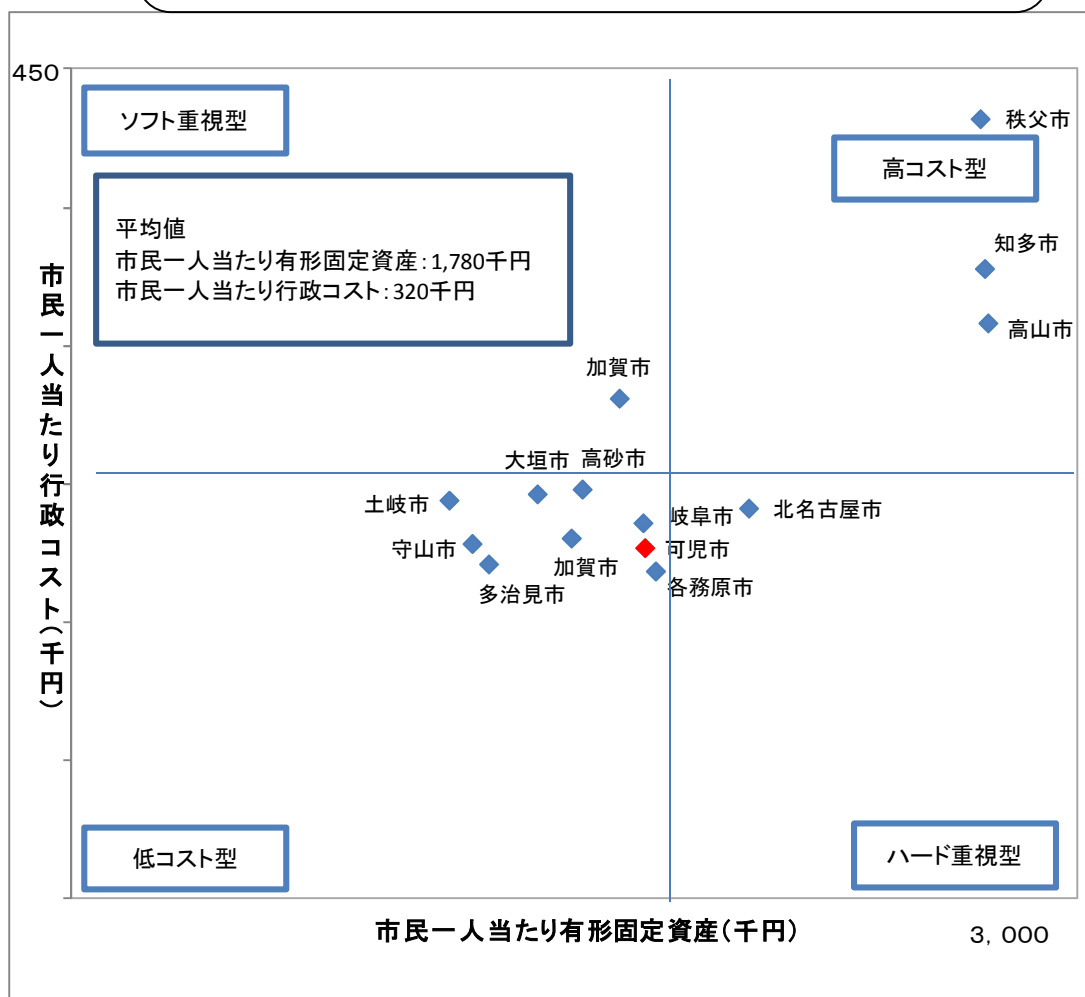 450
ソフト重視型
秩父市
高コスト型
平均値
市民一人当たり有形固定資産：1,780千円
市民一人当たり行政コスト：320千円
知多市
高山市
加賀市
大垣市
高砂市
土岐市
岐阜市
北名古屋市
守山市
加賀市
可児市
多治見市
各務原市
市民一人当たり行政コスト（千円）
低コスト型
ハード重視型
市民一人当たり有形固定資産（千円）
3，000